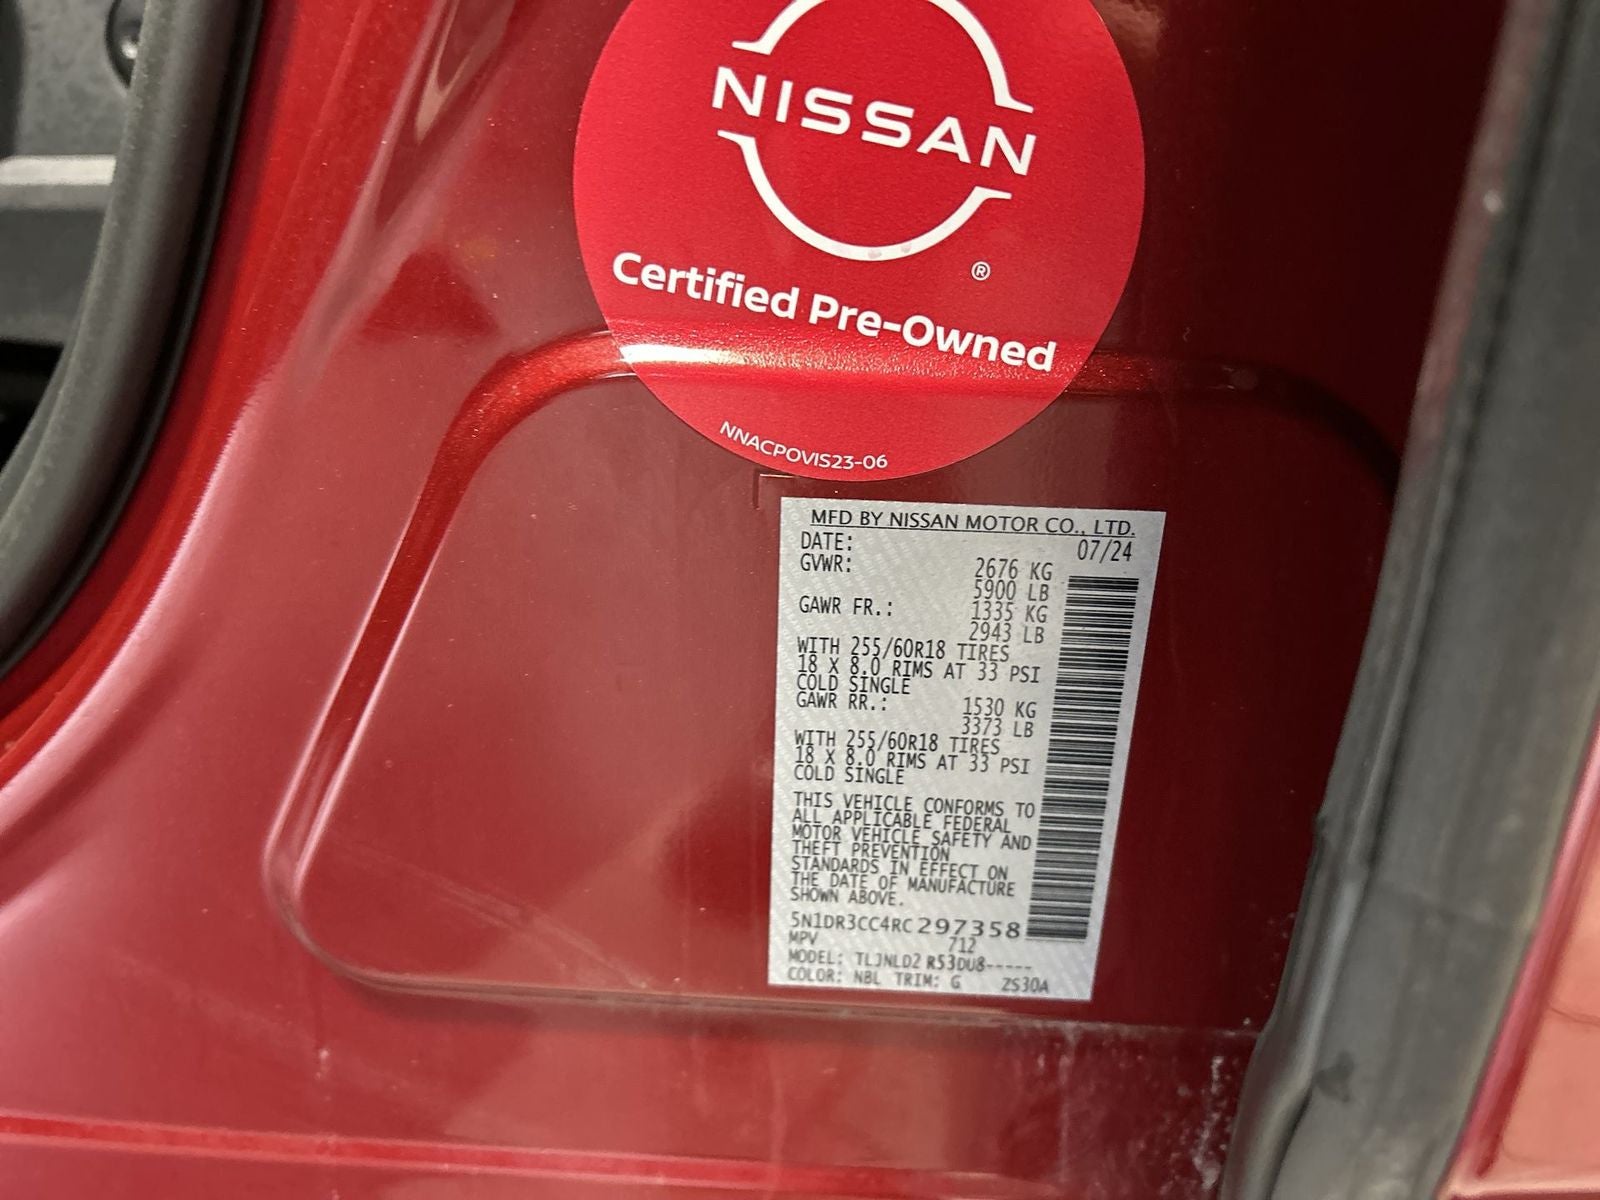 NISSAN
®
Certified Pre-Owned
NNACPOVIS23-06
MFD BY NISSAN MOTOR CO., LTD.
DATE: 07/24
GVWR: 2676 KG
5900 LB
GAWR FR.: 1335 KG
2943 LB
WITH 255/60R18 TIRES
18 X 8.0 RIMS AT 33 PSI
COLD SINGLE
GAWR RR.: 1530 KG
3373 LB
WITH 255/60R18 TIRES
18 X 8.0 RIMS AT 33 PSI
COLD SINGLE
THIS VEHICLE CONFORMS TO
ALL APPLICABLE FEDERAL
MOTOR VEHICLE SAFETY AND
THEFT PREVENTION
STANDARDS IN EFFECT ON
THE DATE OF MANUFACTURE
SHOWN ABOVE.
5N1DR3CC4RC297358
MPV 712
MODEL: TLJNLD2 R53DU8-----
COLOR: NBL TRIM: G ZS30A